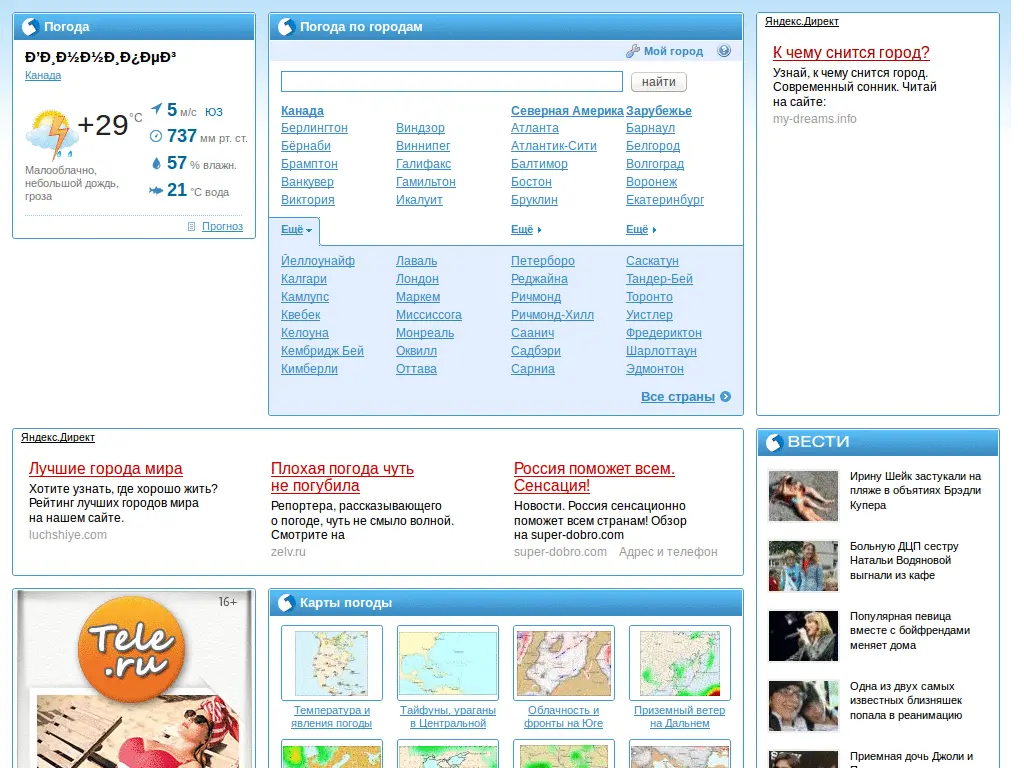 Погода
Ð’Ð¸Ð½Ð½Ð¸Ð¿ÐµÐ³
Канада
+29 °C
5 м/с ЮЗ
737 мм рт. ст.
57 % влажн.
21 °C вода
Малооблачно,
небольшой дождь,
гроза
Прогноз
Погода по городам
Мой город
найти
Канада Северная Америка Зарубежье
Берлингтон Виндзор Атланта Барнаул
Бёрнаби Виннипег Атлантик-Сити Белгород
Брамптон Галифакс Балтимор Волгоград
Ванкувер Гамильтон Бостон Воронеж
Виктория Икалуит Бруклин Екатеринбург
Ещё Ещё Ещё
Йеллоунайф Лаваль Петерборо Саскатун
Калгари Лондон Реджайна Тандер-Бей
Камлупс Маркем Ричмонд Торонто
Квебек Миссиссога Ричмонд-Хилл Уистлер
Келоуна Монреаль Саанич Фредериктон
Кембридж Бей Оквилл Садбэри Шарлоттаун
Кимберли Оттава Сарниа Эдмонтон
Все страны
Яндекс.Директ
К чему снится город?
Узнай, к чему снится город.
Современный сонник. Читай
на сайте:
my-dreams.info
Яндекс.Директ
Лучшие города мира
Хотите узнать, где хорошо жить?
Рейтинг лучших городов мира
на нашем сайте.
luchshiye.com
Плохая погода чуть
не погубила
Репортера, рассказывающего
о погоде, чуть не смыло волной.
Смотрите на
zelv.ru
Россия поможет всем.
Сенсация!
Новости. Россия сенсационно
поможет всем странам! Обзор
на super-dobro.com
super-dobro.com Адрес и телефон
ВЕСТИ
Ирину Шейк застукали на
пляже в объятиях Брэдли
Купера
Больную ДЦП сестру
Натальи Водяновой
выгнали из кафе
Популярная певица
вместе с бойфрендами
меняет дома
Одна из двух самых
известных близняшек
попала в реанимацию
Приемная дочь Джоли и
16+
Tele
.ru
Карты погоды
Температура и
явления погоды
Тайфуны, ураганы
в Центральной
Облачность и
фронты на Юге
Приземный ветер
на Дальнем